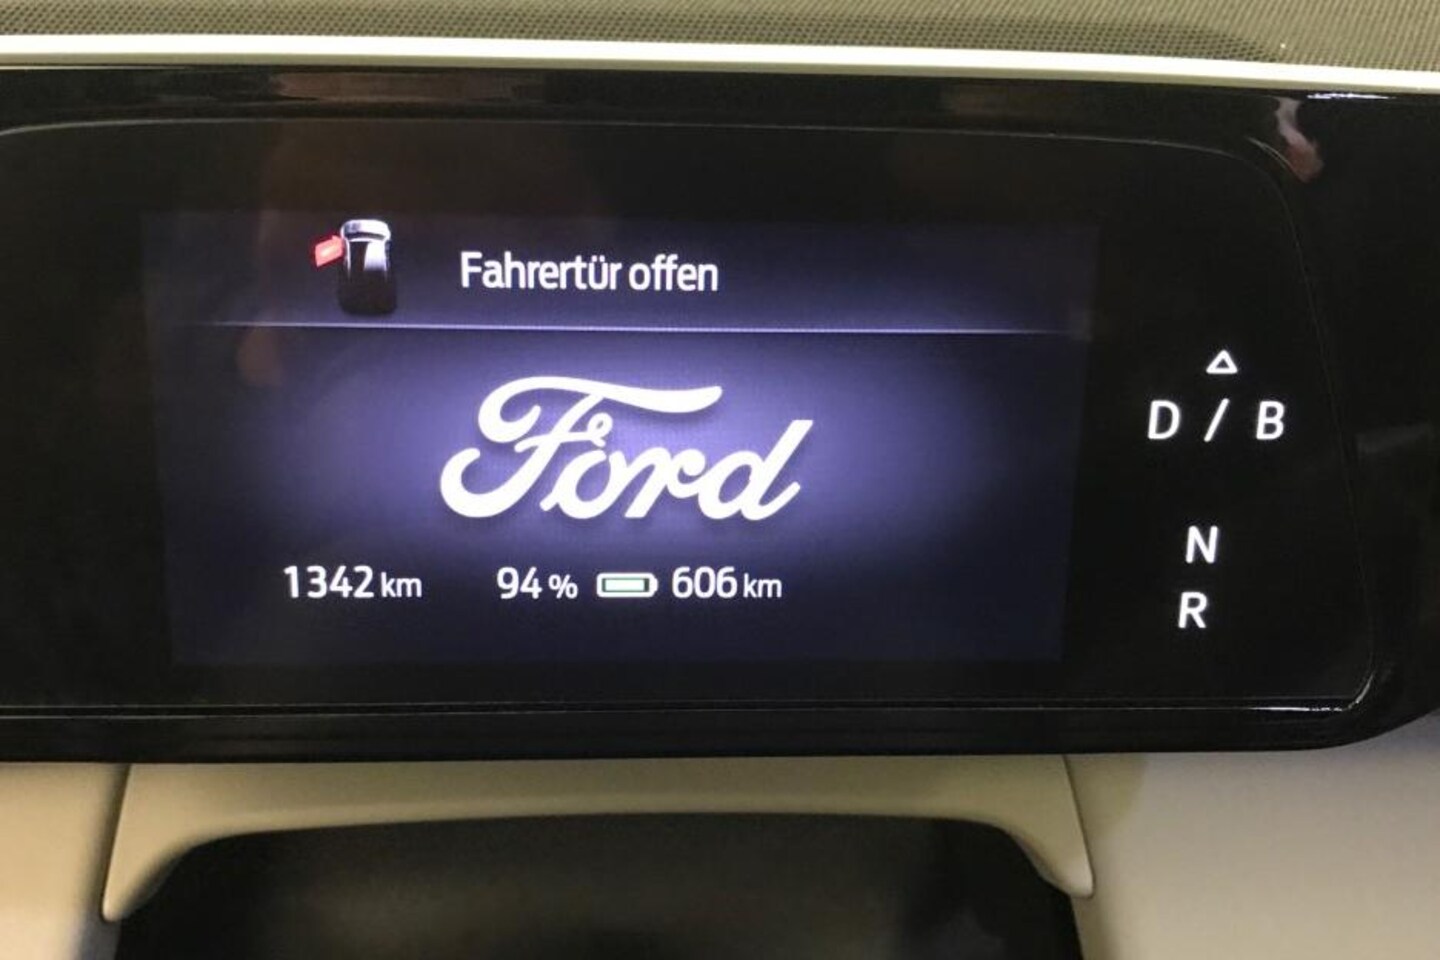 Fahrertür offen
Ford
1342 km 94 % 606 km
D / B
N
R